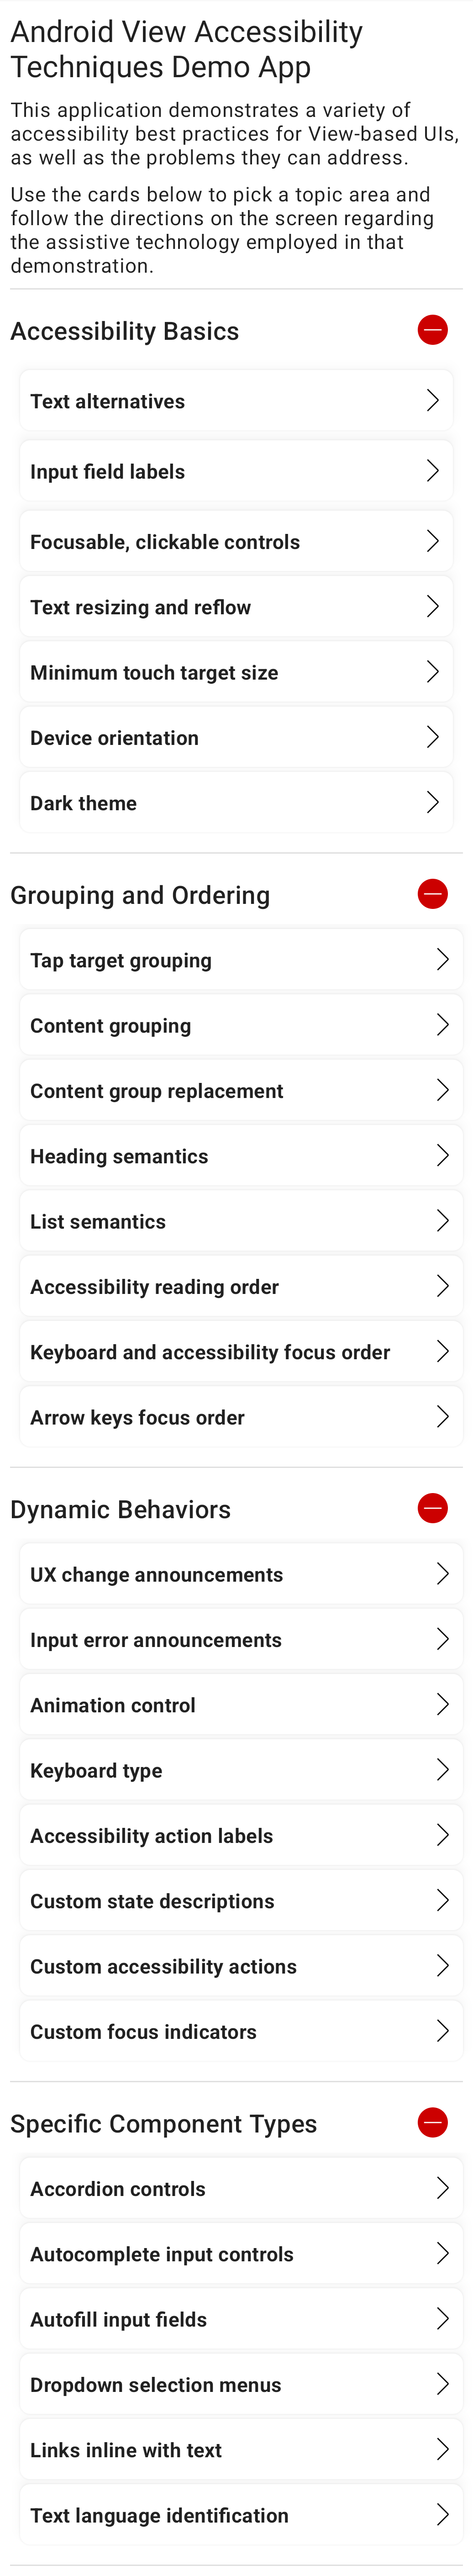 Android View Accessibility
Techniques Demo App
This application demonstrates a variety of
accessibility best practices for View-based UIs,
as well as the problems they can address.
Use the cards below to pick a topic area and
follow the directions on the screen regarding
the assistive technology employed in that
demonstration.
Accessibility Basics
Text alternatives
Input field labels
Focusable, clickable controls
Text resizing and reflow
Minimum touch target size
Device orientation
Dark theme
Grouping and Ordering
Tap target grouping
Content grouping
Content group replacement
Heading semantics
List semantics
Accessibility reading order
Keyboard and accessibility focus order
Arrow keys focus order
Dynamic Behaviors
UX change announcements
Input error announcements
Animation control
Keyboard type
Accessibility action labels
Custom state descriptions
Custom accessibility actions
Custom focus indicators
Specific Component Types
Accordion controls
Autocomplete input controls
Autofill input fields
Dropdown selection menus
Links inline with text
Text language identification